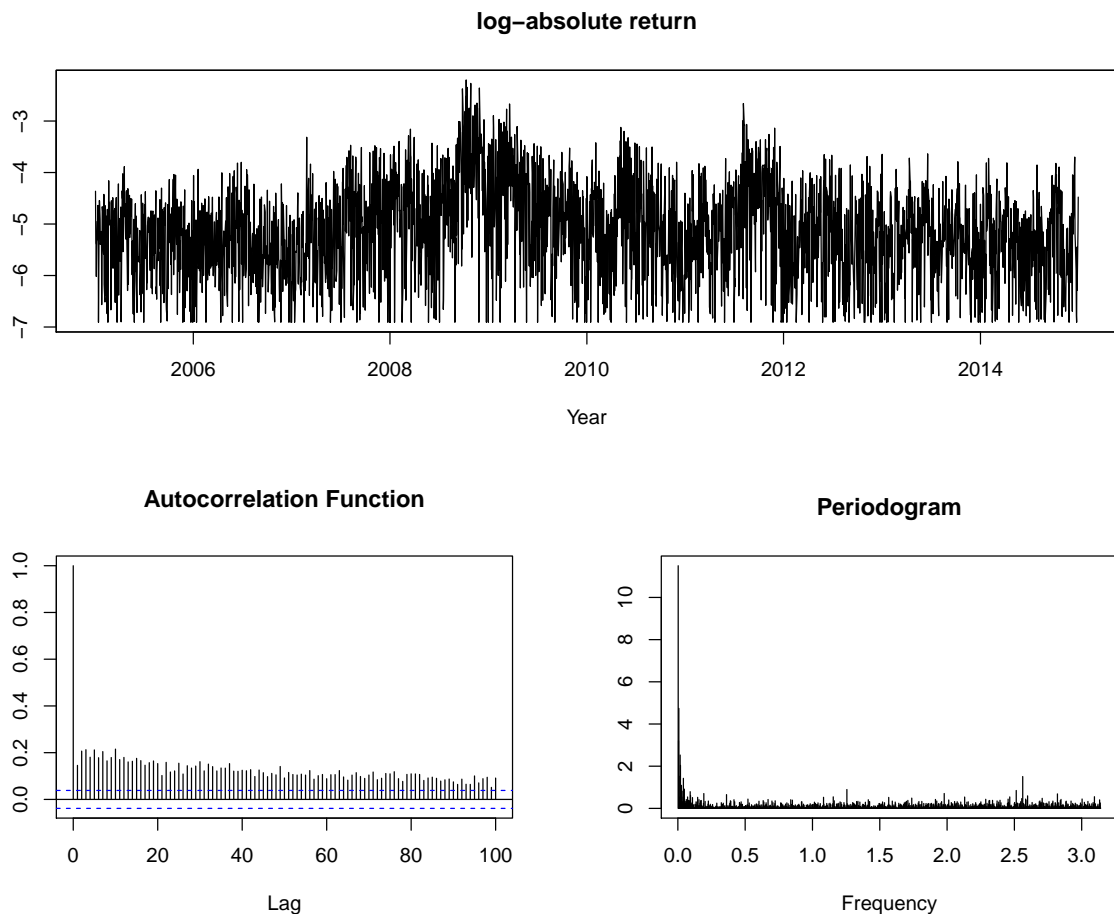 log−absolute return
−3
−4
−5
−6
−7
2006 2008 2010 2012 2014
Year
Autocorrelation Function
1.0
0.8
0.6
0.4
0.2
0.0
0 20 40 60 80 100
Lag
Periodogram
10
8
6
4
2
0
0.0 0.5 1.0 1.5 2.0 2.5 3.0
Frequency